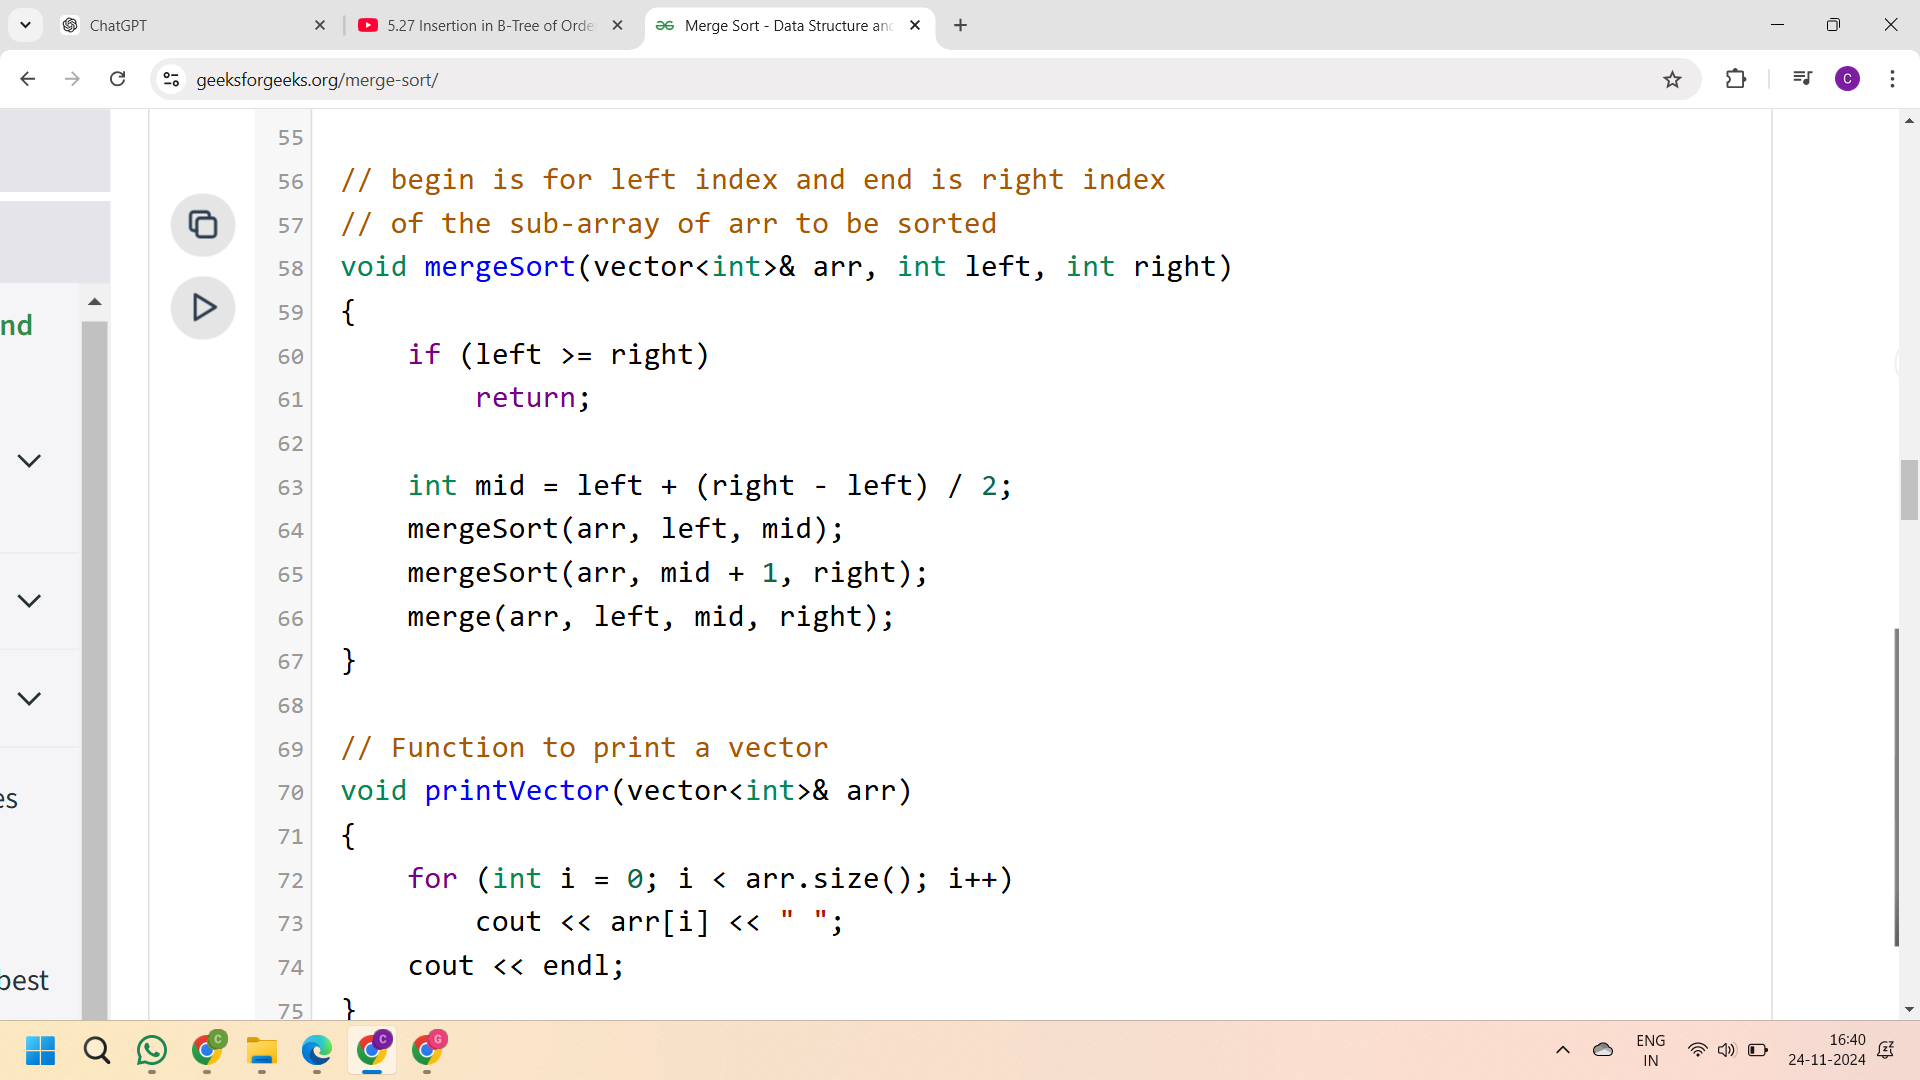 ChatGPT
5.27 Insertion in B-Tree of Orde
Merge Sort - Data Structure and
geeksforgeeks.org/merge-sort/
C
nd
es
best
55
56 // begin is for left index and end is right index
57 // of the sub-array of arr to be sorted
58 void mergeSort(vector<int>& arr, int left, int right)
59 {
60 if (left >= right)
61 return;
62
63 int mid = left + (right - left) / 2;
64 mergeSort(arr, left, mid);
65 mergeSort(arr, mid + 1, right);
66 merge(arr, left, mid, right);
67 }
68
69 // Function to print a vector
70 void printVector(vector<int>& arr)
71 {
72 for (int i = 0; i < arr.size(); i++)
73 cout << arr[i] << " ";
74 cout << endl;
75 }
C
C
G
ENG
IN
16:40
24-11-2024